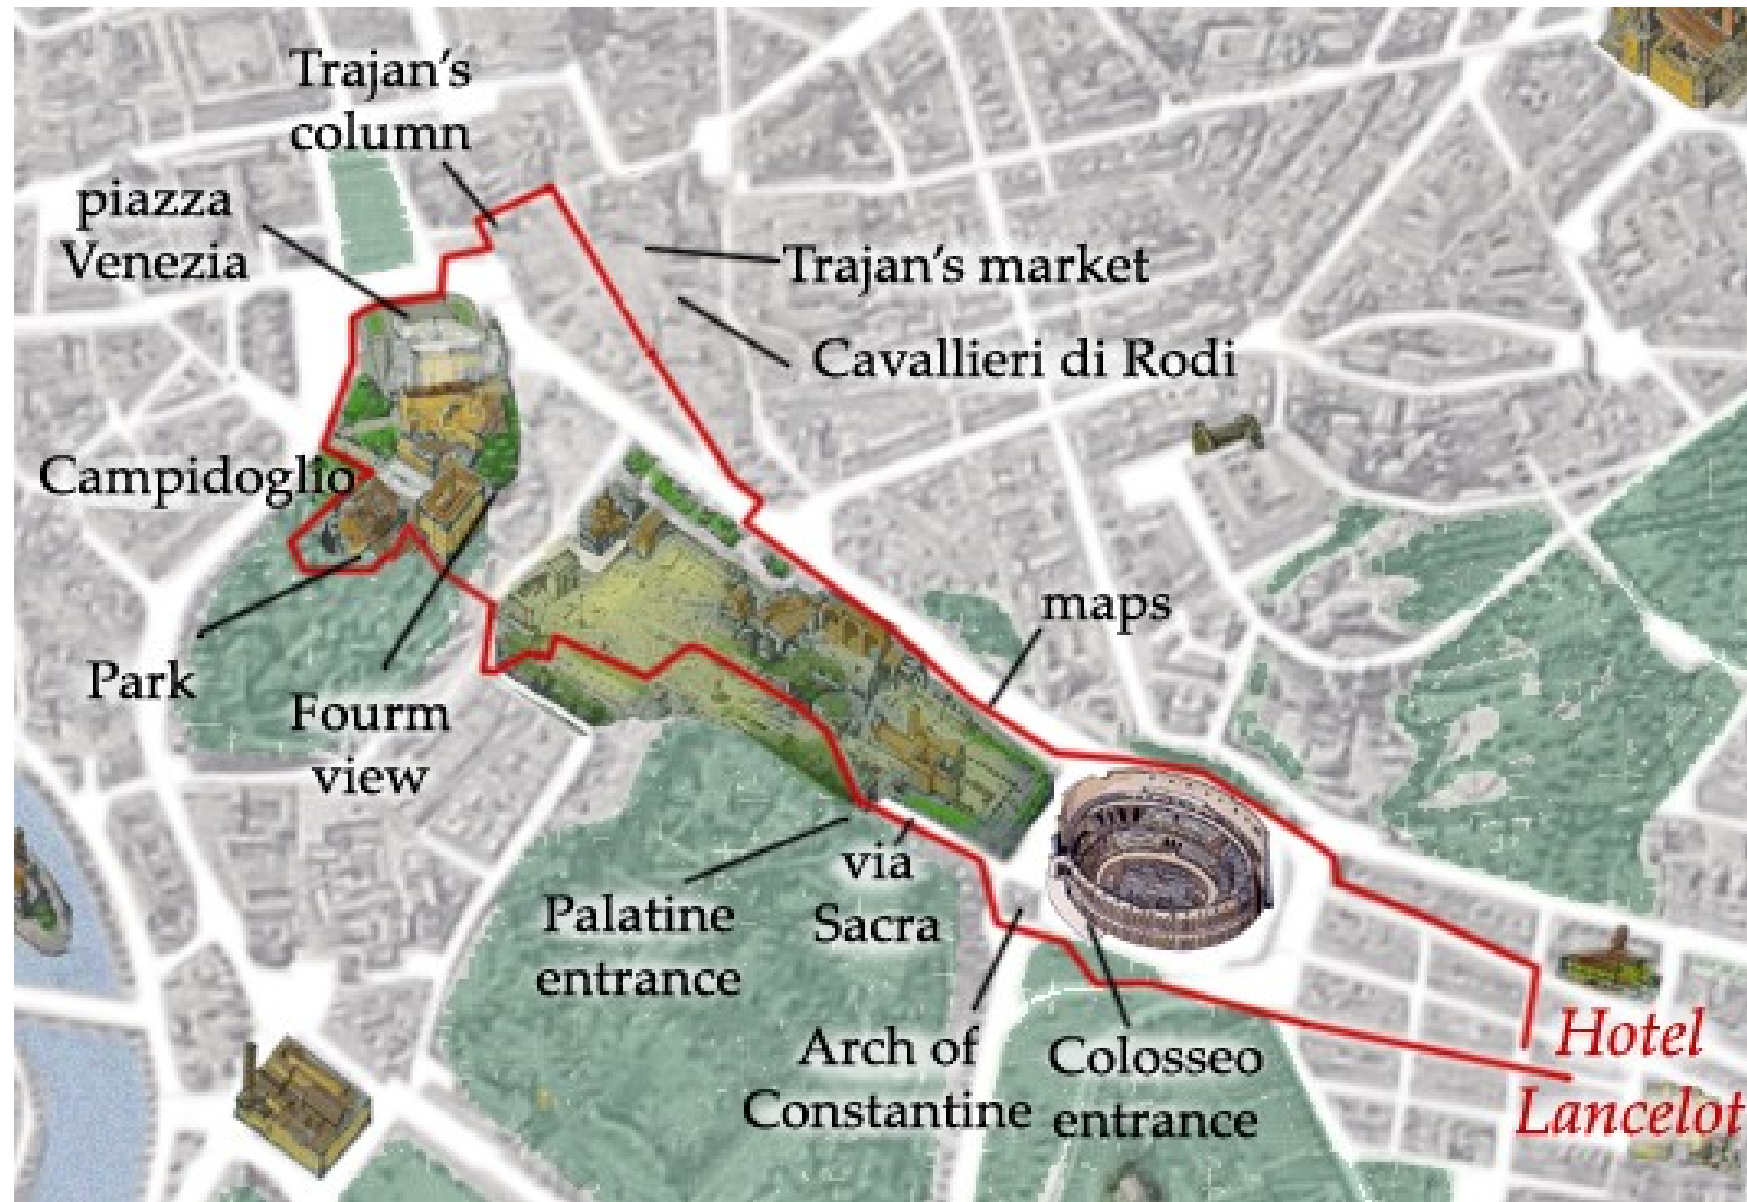 Trajan's
column
piazza
Venezia
Trajan's market
Cavallieri di Rodi
Campidoglio
maps
Park
Fourm
view
via
Sacra
Palatine
entrance
Arch of
Constantine
Colosseo
entrance
Hotel
Lancelot